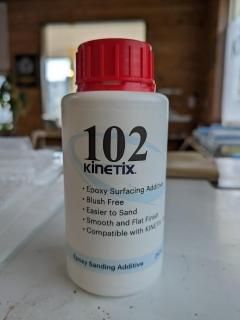 102
KINETIX
• Epoxy Surfacing Additive
• Blush Free
• Easier to Sand
• Smooth and Flat Finish
• Compatible with KINETIX
Epoxy Sanding Additive